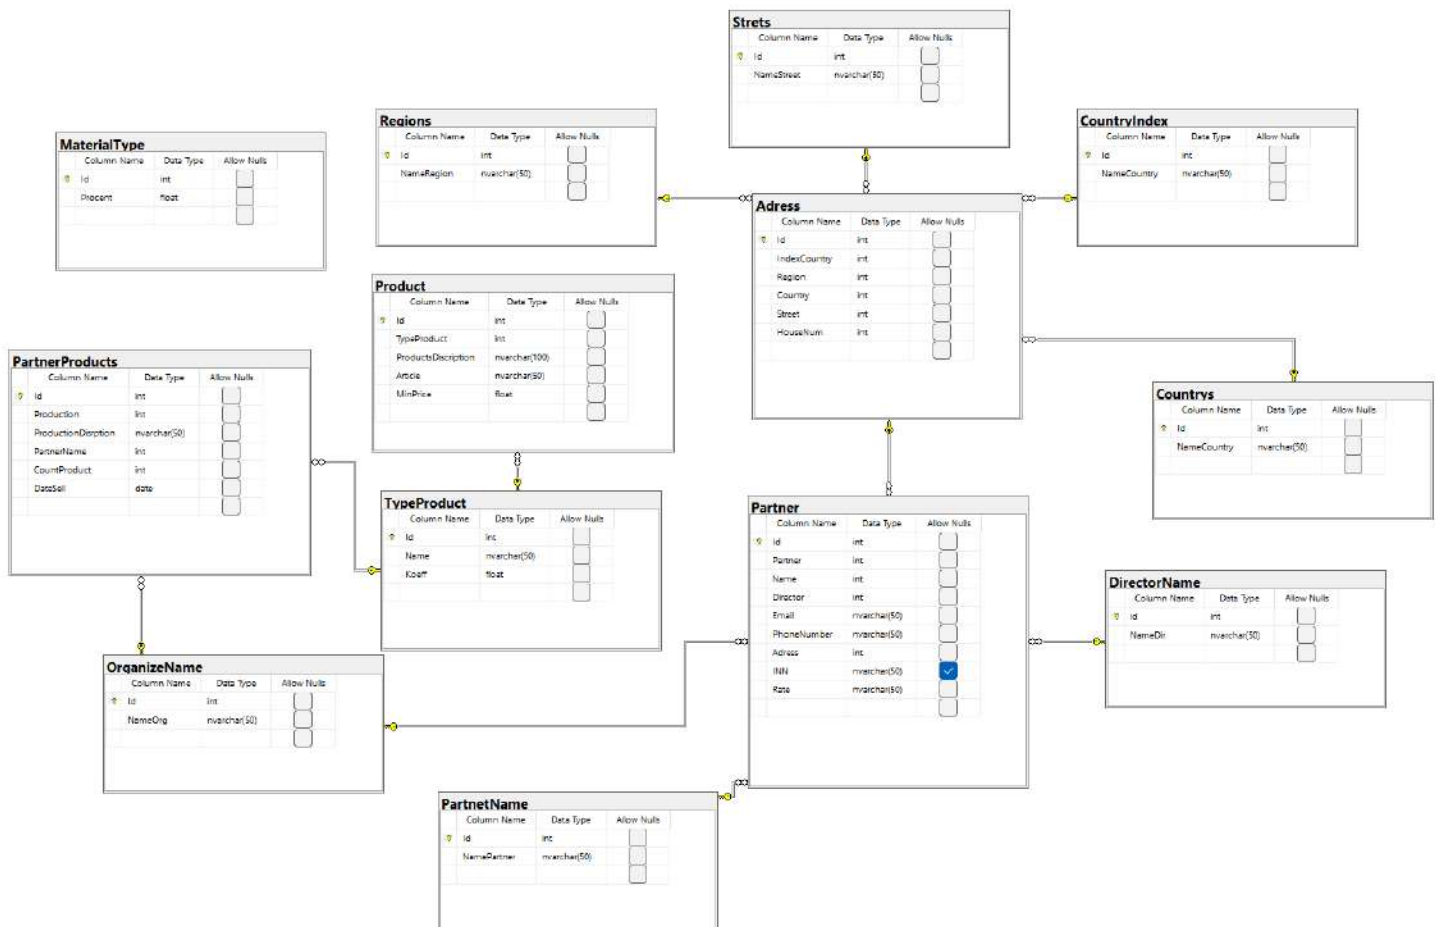 Strets
Column Name Data Type Allow Nulls
Id int
NameStreet nvarchar(50)
Regions
Column Name Data Type Allow Nulls
Id int
NameRegion nvarchar(50)
CountryIndex
Column Name Data Type Allow Nulls
Id int
NameCountry nvarchar(50)
MaterialType
Column Name Data Type Allow Nulls
Id int
Procent float
Adress
Column Name Data Type Allow Nulls
Id int
IndexCountry int
Region int
Country int
Street int
HouseNum int
Product
Column Name Data Type Allow Nulls
Id int
TypeProduct int
ProductsDiscription nvarchar(100)
Article nvarchar(50)
MinPrice float
PartnerProducts
Column Name Data Type Allow Nulls
Id int
Production int
ProductionDisrption nvarchar(50)
PartnerName int
CountProduct int
DateSell date
Countrys
Column Name Data Type Allow Nulls
Id int
NameCountry nvarchar(50)
TypeProduct
Column Name Data Type Allow Nulls
Id int
Name nvarchar(50)
Koeff float
Partner
Column Name Data Type Allow Nulls
Id int
Partner int
Name int
Director int
Email nvarchar(50)
PhoneNumber nvarchar(50)
Adress int
INN nvarchar(50)
Rate nvarchar(50)
DirectorName
Column Name Data Type Allow Nulls
Id int
NameDir nvarchar(50)
OrganizeName
Column Name Data Type Allow Nulls
Id int
NameOrg nvarchar(50)
PartnetName
Column Name Data Type Allow Nulls
Id int
NamePartner nvarchar(50)